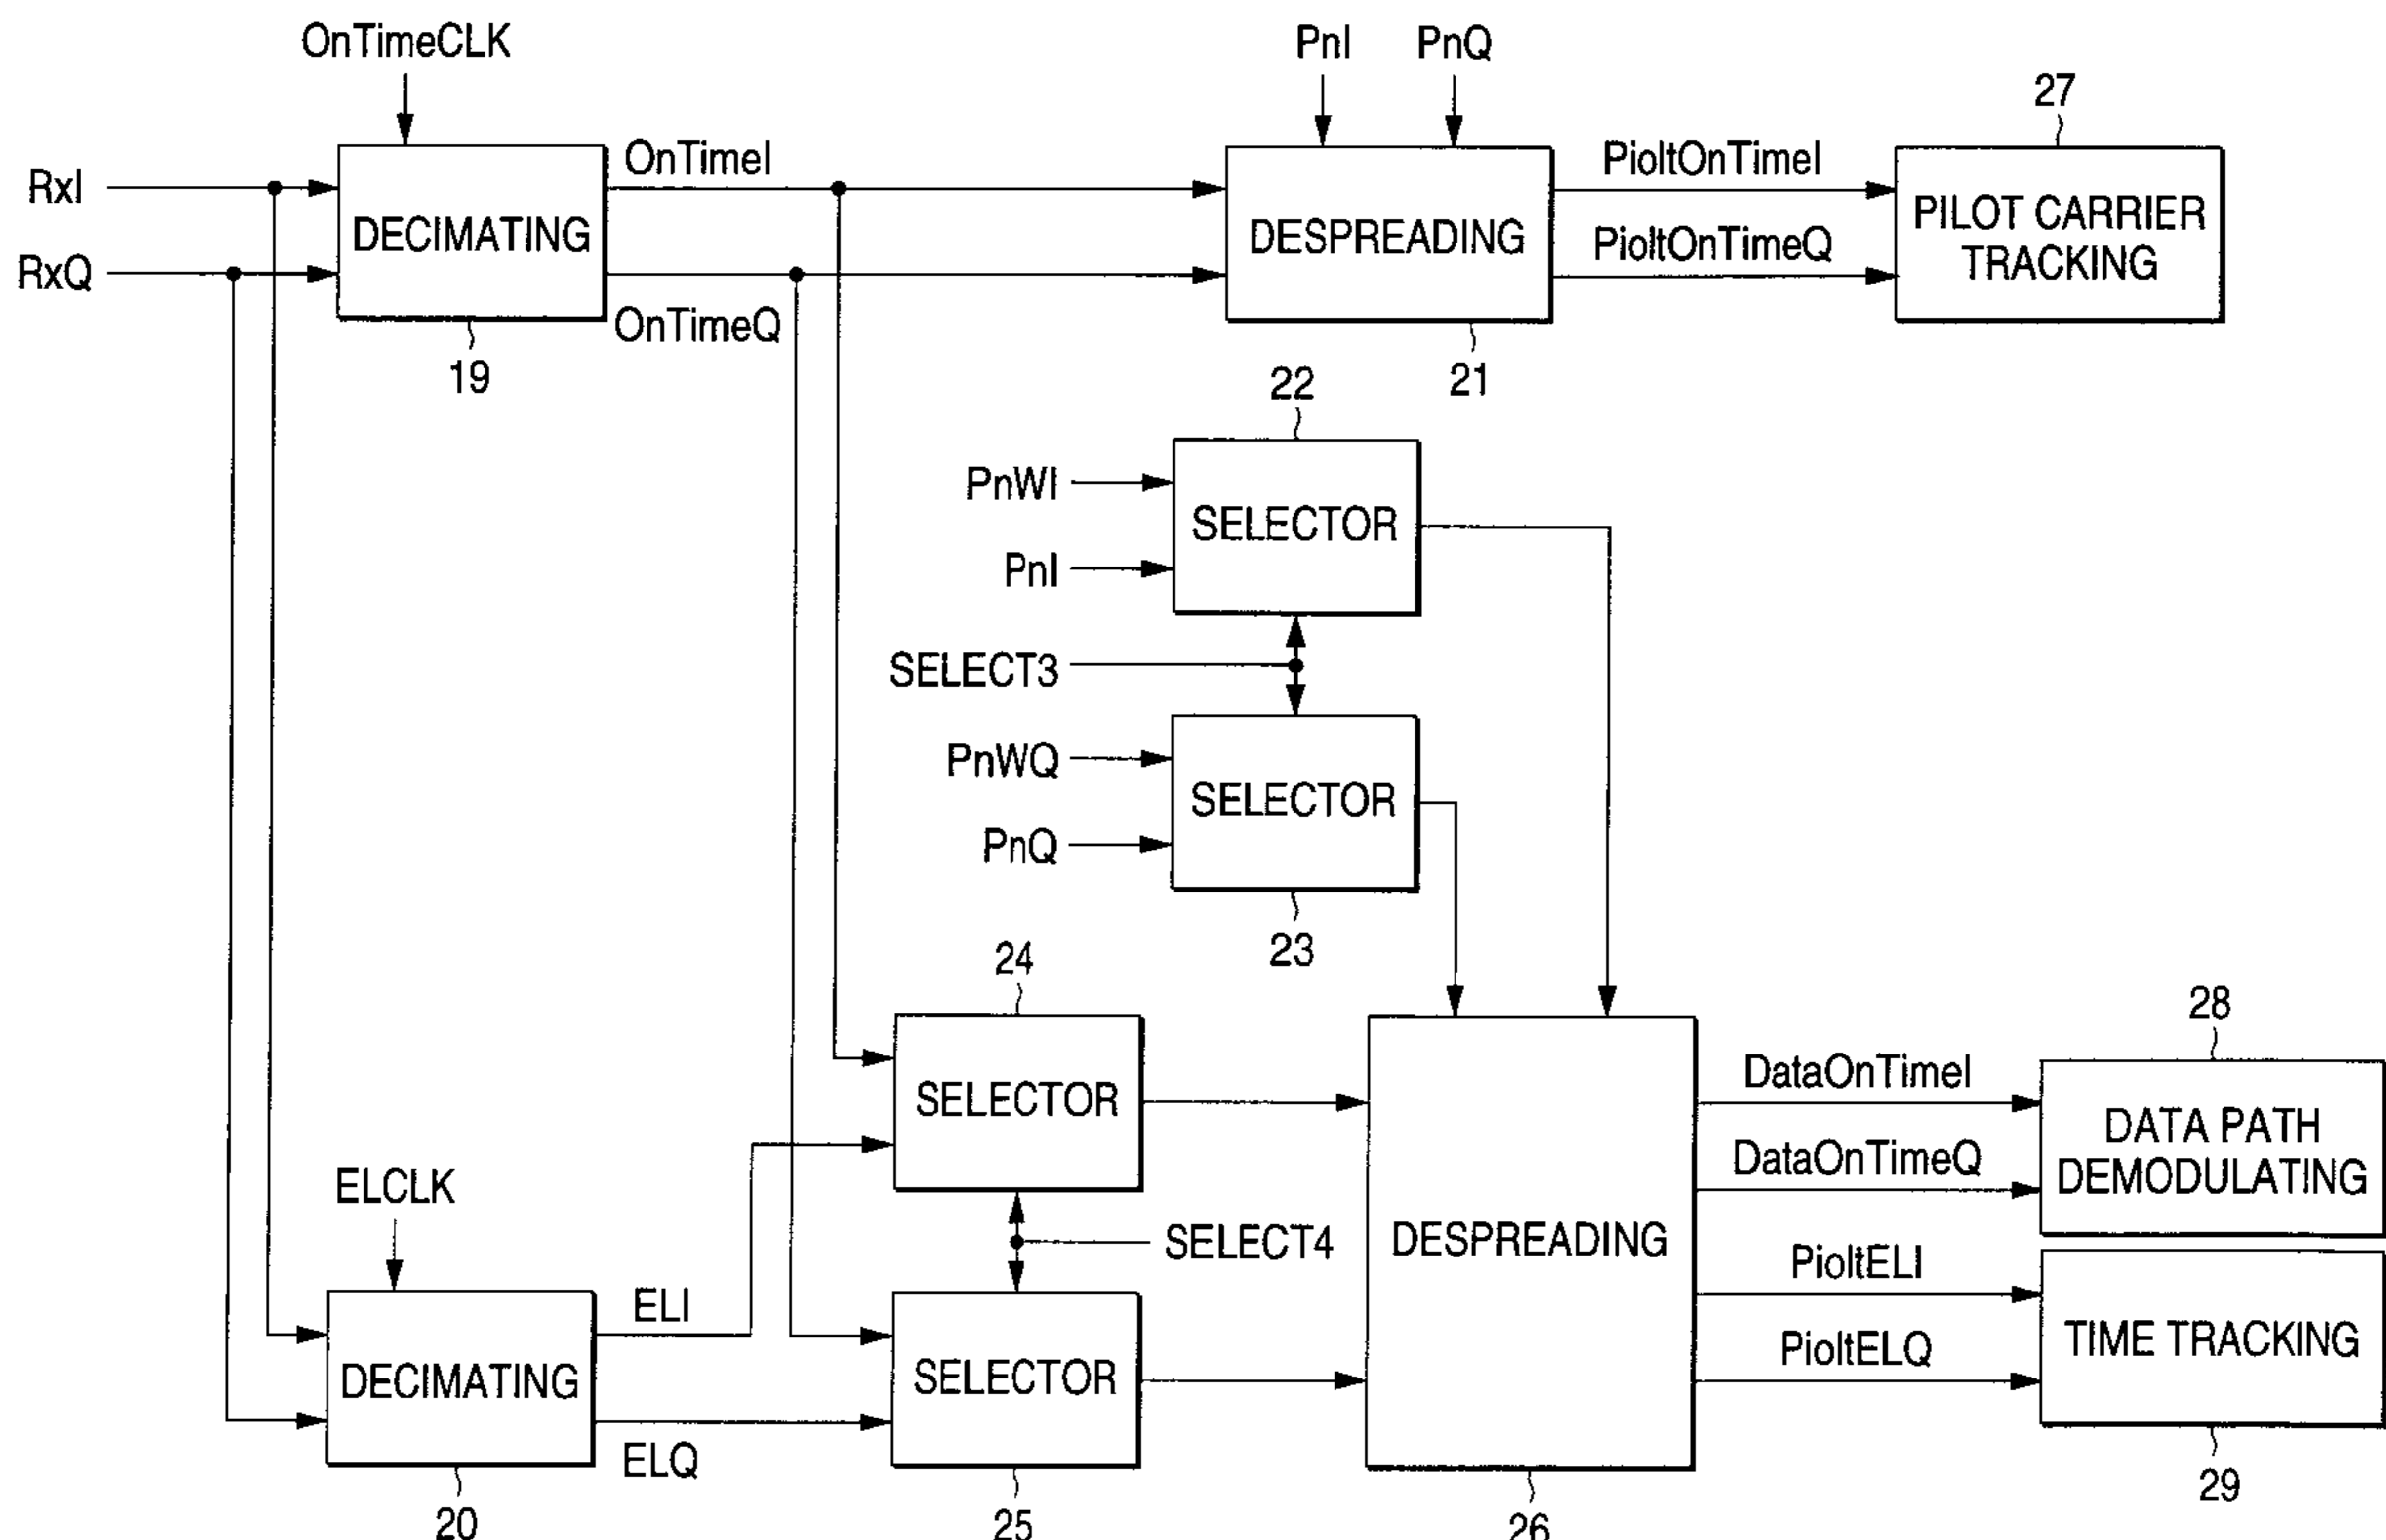 OnTimeCLK
PnI
PnQ
27
RxI
RxQ
DECIMATING
19
OnTimeI
OnTimeQ
DESPREADING
21
PioltOnTimeI
PioltOnTimeQ
PILOT CARRIER
TRACKING
22
PnWI
PnI
SELECTOR
SELECT3
PnWQ
PnQ
SELECTOR
23
24
SELECTOR
SELECT4
ELCLK
DECIMATING
20
ELI
ELQ
SELECTOR
25
DESPREADING
26
DataOnTimeI
DataOnTimeQ
PioltELI
PioltELQ
28
DATA PATH
DEMODULATING
TIME TRACKING
29